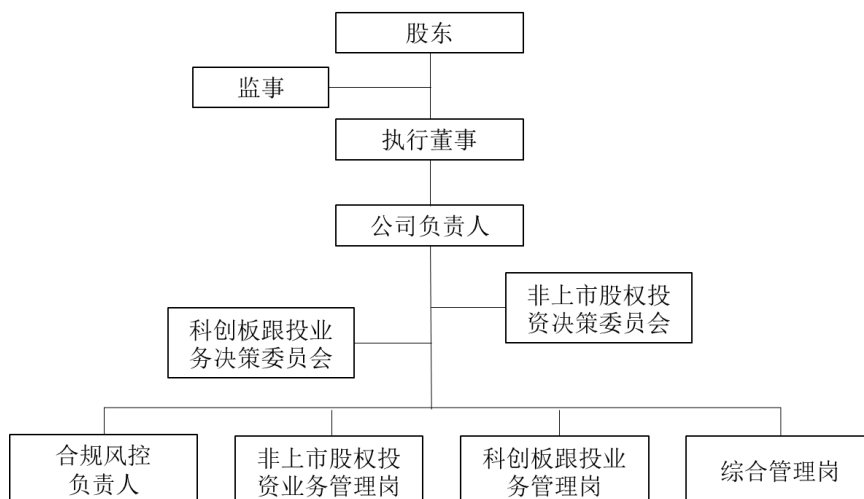 股东
监事
执行董事
公司负责人
非上市股权投
资决策委员会
科创板跟投业
务决策委员会
合规风控
负责人
非上市股权投
资业务管理岗
科创板跟投业
务管理岗
综合管理岗